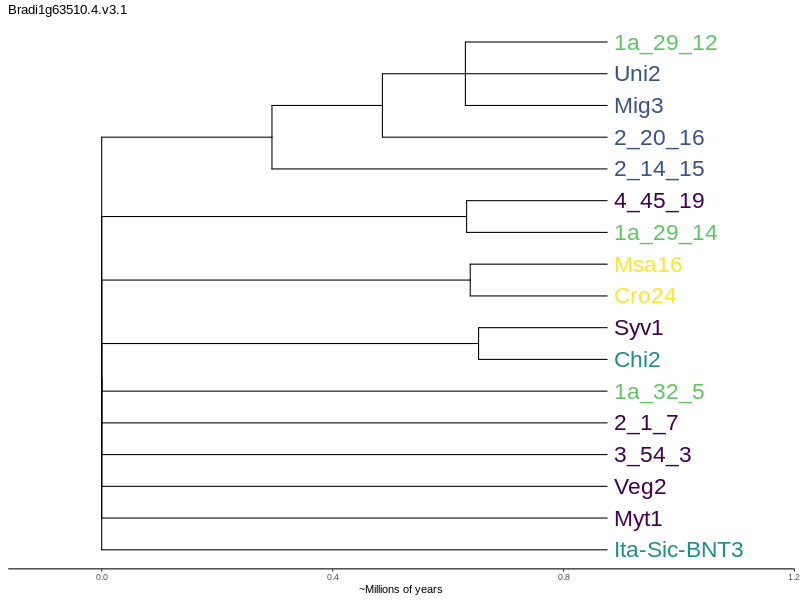 Bradi1g63510.4.v3.1
1a_29_12
Uni2
Mig3
2_20_16
2_14_15
4_45_19
1a_29_14
Msa16
Cro24
Syv1
Chi2
1a_32_5
2_1_7
3_54_3
Veg2
Myt1
Ita-Sic-BNT3
0.0 0.4 0.8 1.2
~Millions of years